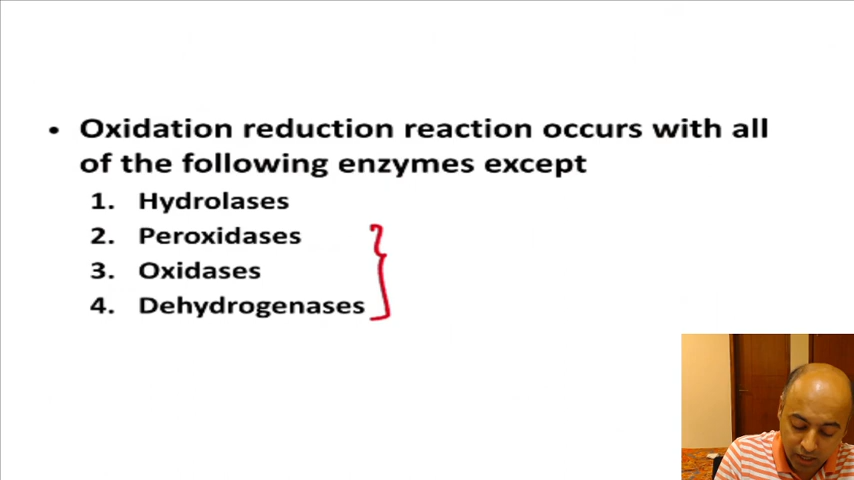 • Oxidation reduction reaction occurs with all
of the following enzymes except
1. Hydrolases
2. Peroxidases
3. Oxidases
4. Dehydrogenases